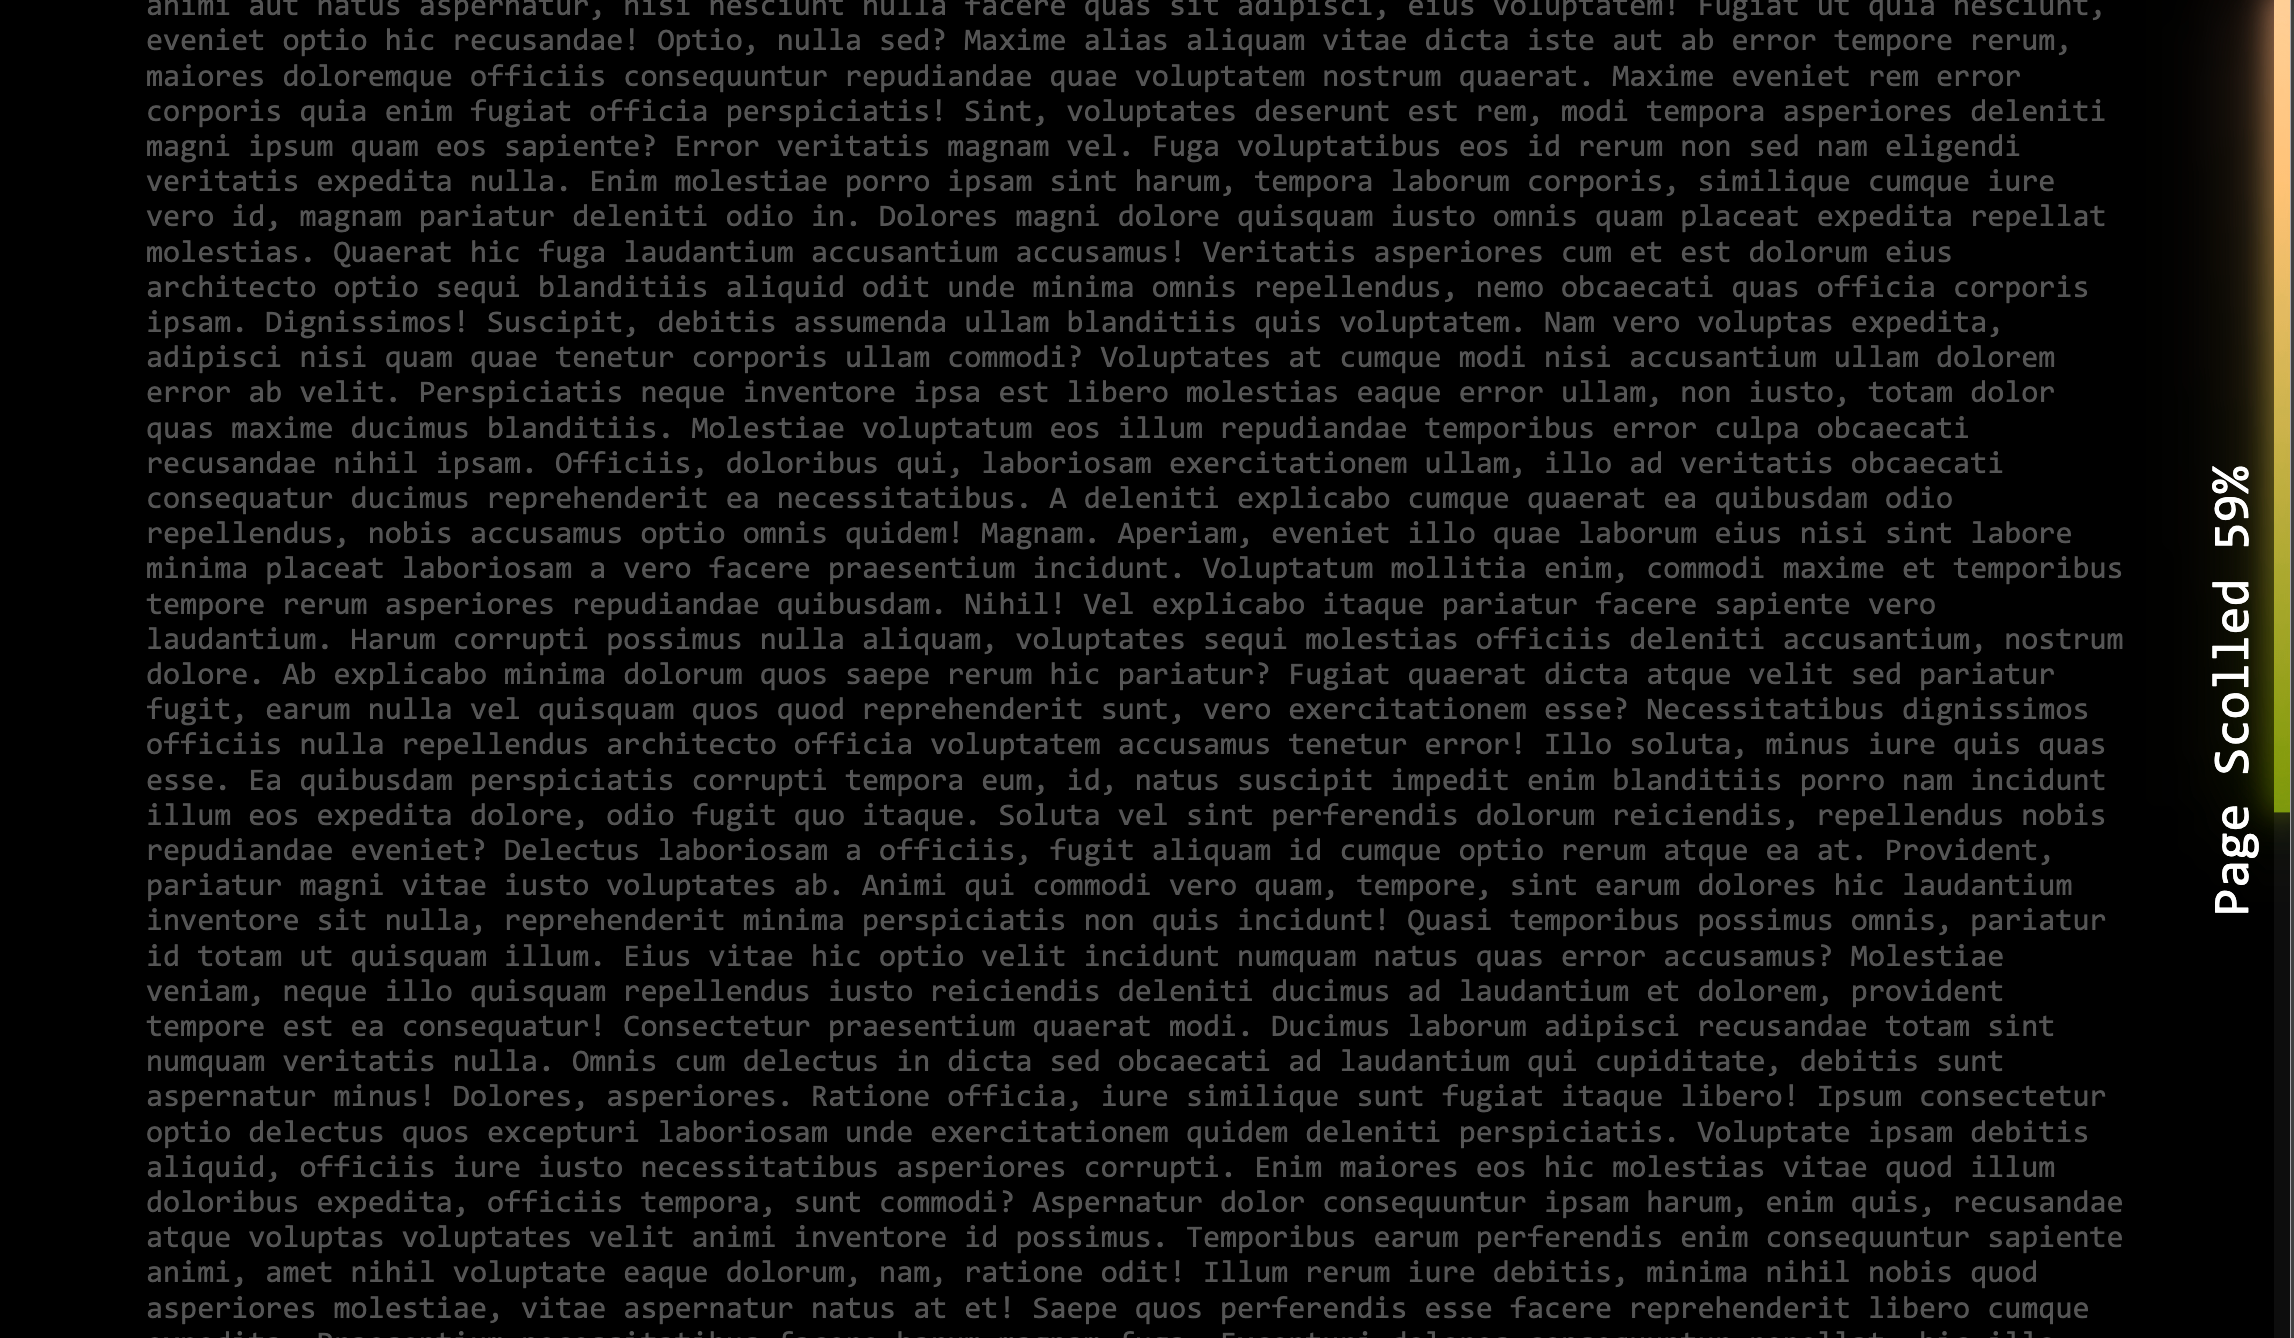 animi aut natus aspernatur, nisi nesciunt nulla facere quas sit adipisci, eius voluptatem! Fugiat ut quia nesciunt,
eveniet optio hic recusandae! Optio, nulla sed? Maxime alias aliquam vitae dicta iste aut ab error tempore rerum,
maiores doloremque officiis consequuntur repudiandae quae voluptatem nostrum quaerat. Maxime eveniet rem error
corporis quia enim fugiat officia perspiciatis! Sint, voluptates deserunt est rem, modi tempora asperiores deleniti
magni ipsum quam eos sapiente? Error veritatis magnam vel. Fuga voluptatibus eos id rerum non sed nam eligendi
veritatis expedita nulla. Enim molestiae porro ipsam sint harum, tempora laborum corporis, similique cumque iure
vero id, magnam pariatur deleniti odio in. Dolores magni dolore quisquam iusto omnis quam placeat expedita repellat
molestias. Quaerat hic fuga laudantium accusantium accusamus! Veritatis asperiores cum et est dolorum eius
architecto optio sequi blanditiis aliquid odit unde minima omnis repellendus, nemo obcaecati quas officia corporis
ipsam. Dignissimos! Suscipit, debitis assumenda ullam blanditiis quis voluptatem. Nam vero voluptas expedita,
adipisci nisi quam quae tenetur corporis ullam commodi? Voluptates at cumque modi nisi accusantium ullam dolorem
error ab velit. Perspiciatis neque inventore ipsa est libero molestias eaque error ullam, non iusto, totam dolor
quas maxime ducimus blanditiis. Molestiae voluptatum eos illum repudiandae temporibus error culpa obcaecati
recusandae nihil ipsam. Officiis, doloribus qui, laboriosam exercitationem ullam, illo ad veritatis obcaecati
consequatur ducimus reprehenderit ea necessitatibus. A deleniti explicabo cumque quaerat ea quibusdam odio
repellendus, nobis accusamus optio omnis quidem! Magnam. Aperiam, eveniet illo quae laborum eius nisi sint labore
minima placeat laboriosam a vero facere praesentium incidunt. Voluptatum mollitia enim, commodi maxime et temporibus
tempore rerum asperiores repudiandae quibusdam. Nihil! Vel explicabo itaque pariatur facere sapiente vero
laudantium. Harum corrupti possimus nulla aliquam, voluptates sequi molestias officiis deleniti accusantium, nostrum
dolore. Ab explicabo minima dolorum quos saepe rerum hic pariatur? Fugiat quaerat dicta atque velit sed pariatur
fugit, earum nulla vel quisquam quos quod reprehenderit sunt, vero exercitationem esse? Necessitatibus dignissimos
officiis nulla repellendus architecto officia voluptatem accusamus tenetur error! Illo soluta, minus iure quis quas
esse. Ea quibusdam perspiciatis corrupti tempora eum, id, natus suscipit impedit enim blanditiis porro nam incidunt
illum eos expedita dolore, odio fugit quo itaque. Soluta vel sint perferendis dolorum reiciendis, repellendus nobis
repudiandae eveniet? Delectus laboriosam a officiis, fugit aliquam id cumque optio rerum atque ea at. Provident,
pariatur magni vitae iusto voluptates ab. Animi qui commodi vero quam, tempore, sint earum dolores hic laudantium
inventore sit nulla, reprehenderit minima perspiciatis non quis incidunt! Quasi temporibus possimus omnis, pariatur
id totam ut quisquam illum. Eius vitae hic optio velit incidunt numquam natus quas error accusamus? Molestiae
veniam, neque illo quisquam repellendus iusto reiciendis deleniti ducimus ad laudantium et dolorem, provident
tempore est ea consequatur! Consectetur praesentium quaerat modi. Ducimus laborum adipisci recusandae totam sint
numquam veritatis nulla. Omnis cum delectus in dicta sed obcaecati ad laudantium qui cupiditate, debitis sunt
aspernatur minus! Dolores, asperiores. Ratione officia, iure similique sunt fugiat itaque libero! Ipsum consectetur
optio delectus quos excepturi laboriosam unde exercitationem quidem deleniti perspiciatis. Voluptate ipsam debitis
aliquid, officiis iure iusto necessitatibus asperiores corrupti. Enim maiores eos hic molestias vitae quod illum
doloribus expedita, officiis tempora, sunt commodi? Aspernatur dolor consequuntur ipsam harum, enim quis, recusandae
atque voluptas voluptates velit animi inventore id possimus. Temporibus earum perferendis enim consequuntur sapiente
animi, amet nihil voluptate eaque dolorum, nam, ratione odit! Illum rerum iure debitis, minima nihil nobis quod
asperiores molestiae, vitae aspernatur natus at et! Saepe quos perferendis esse facere reprehenderit libero cumque
Page Scolled 59%